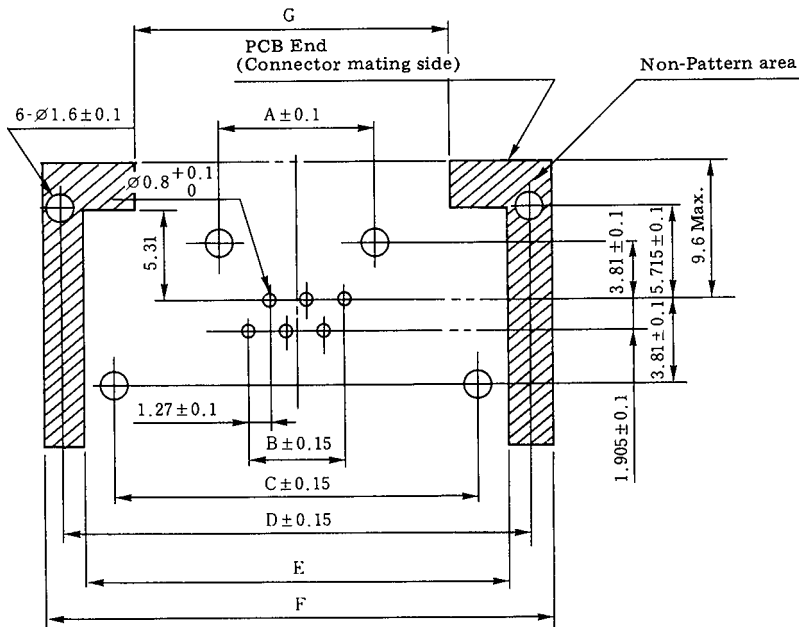 G
PCB End
(Connector mating side)
Non-Pattern area
6-∅1.6±0.1
A±0.1
∅0.8 +0.1
0
5.31
3.81±0.1
5.715±0.1
9.6 Max.
3.81±0.1
1.905±0.1
1.27±0.1
B±0.15
C±0.15
D±0.15
E
F